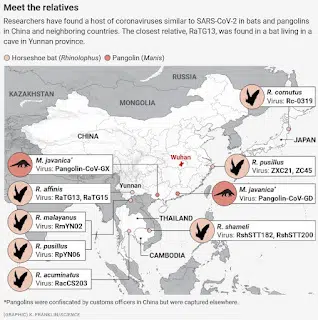 Meet the relatives
Researchers have found a host of coronaviruses similar to SARS-CoV-2 in bats and pangolins
in China and neighboring countries. The closest relative, RaTG13, was found in a bat living in a
cave in Yunnan province.
Horseshoe bat (Rhinolophus)
Pangolin (Manis)
RUSSIA
R. cornutus
Virus: Rc-0319
KAZAKHSTAN
MONGOLIA
CHINA
JAPAN
Wuhan
M. javanica*
Virus: Pangolin-CoV-GX
R. pusillus
Virus: ZXC21, ZC45
R. affinis
Virus: RaTG13, RaTG15
Yunnan
M. javanica*
Virus: Pangolin-CoV-GD
R. malayanus
Virus: RmYN02
THAILAND
R. shameli
Virus: RshSTT182, RshSTT200
R. pusillus
Virus: RpYN06
CAMBODIA
R. acuminatus
Virus: RacCS203
*Pangolins were confiscated by customs officers in China but were captured elsewhere.
(GRAPHIC) K. FRANKLIN/SCIENCE